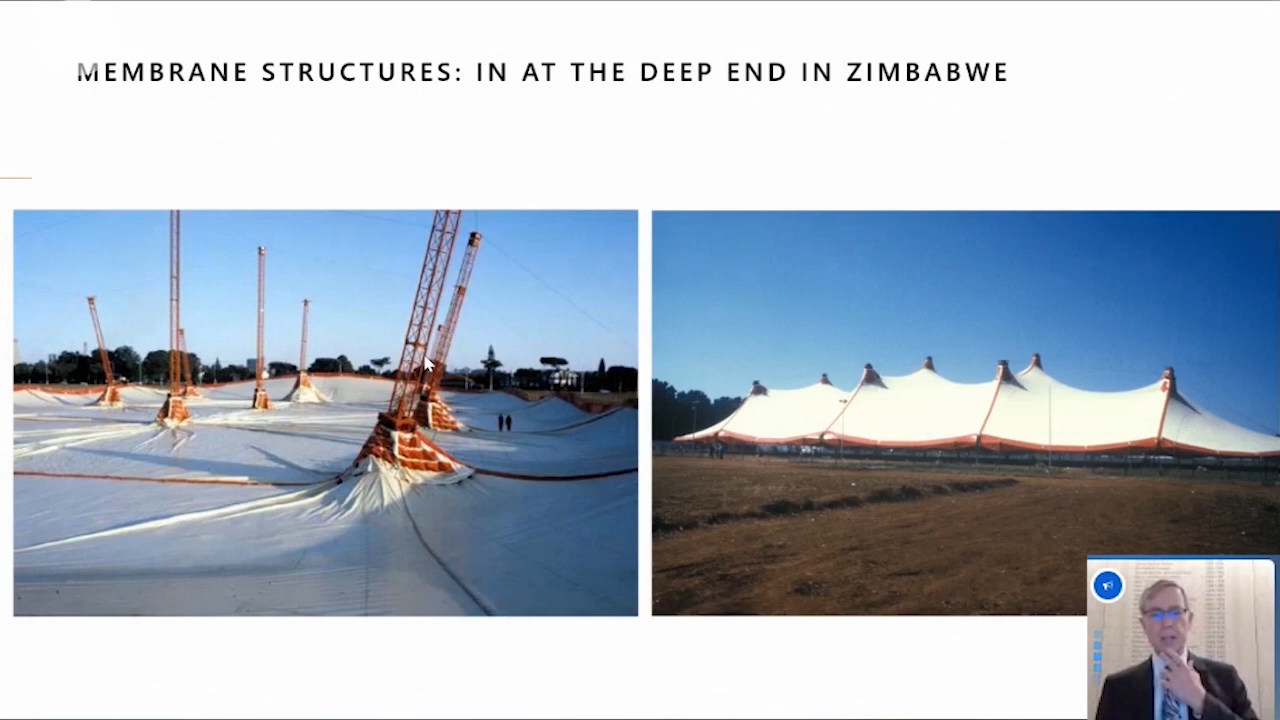 MEMBRANE STRUCTURES: IN AT THE DEEP END IN ZIMBABWE